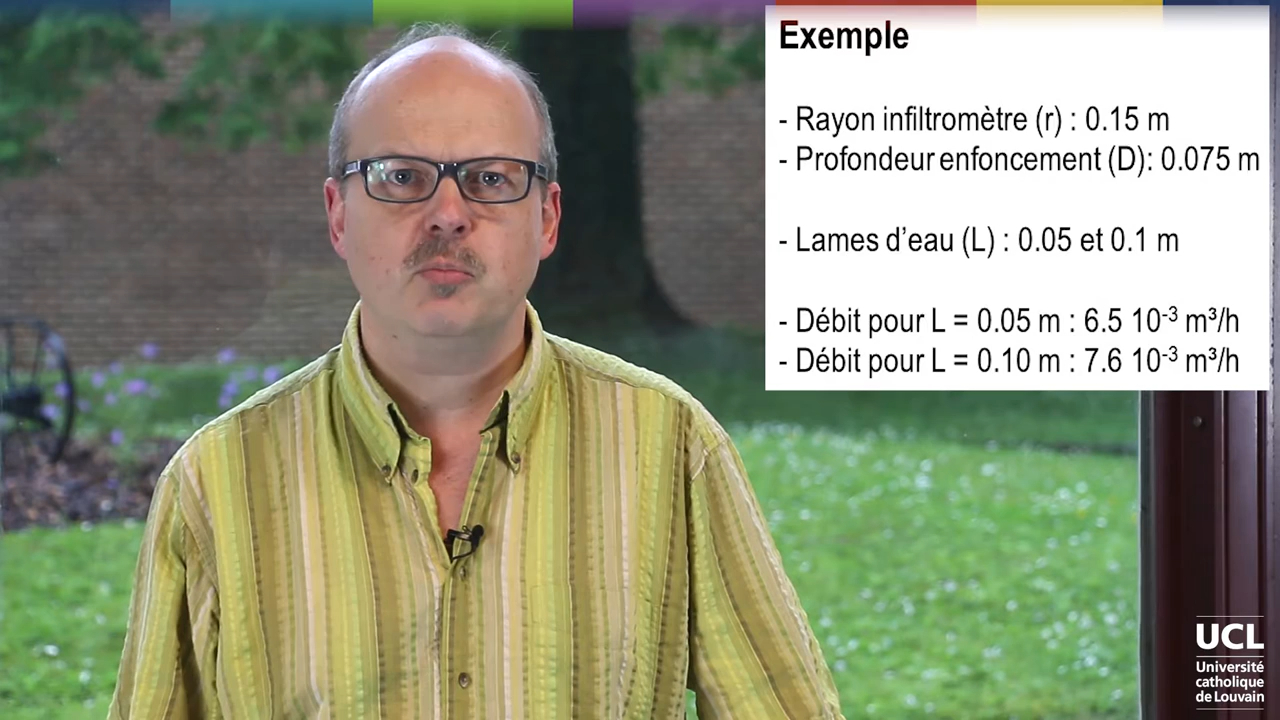 Exemple
- Rayon infiltromètre (r) : 0.15 m
- Profondeur enfoncement (D): 0.075 m
- Lames d’eau (L) : 0.05 et 0.1 m
- Débit pour L = 0.05 m : 6.5 10⁻³ m³/h
- Débit pour L = 0.10 m : 7.6 10⁻³ m³/h
UCL
Université
catholique
de Louvain